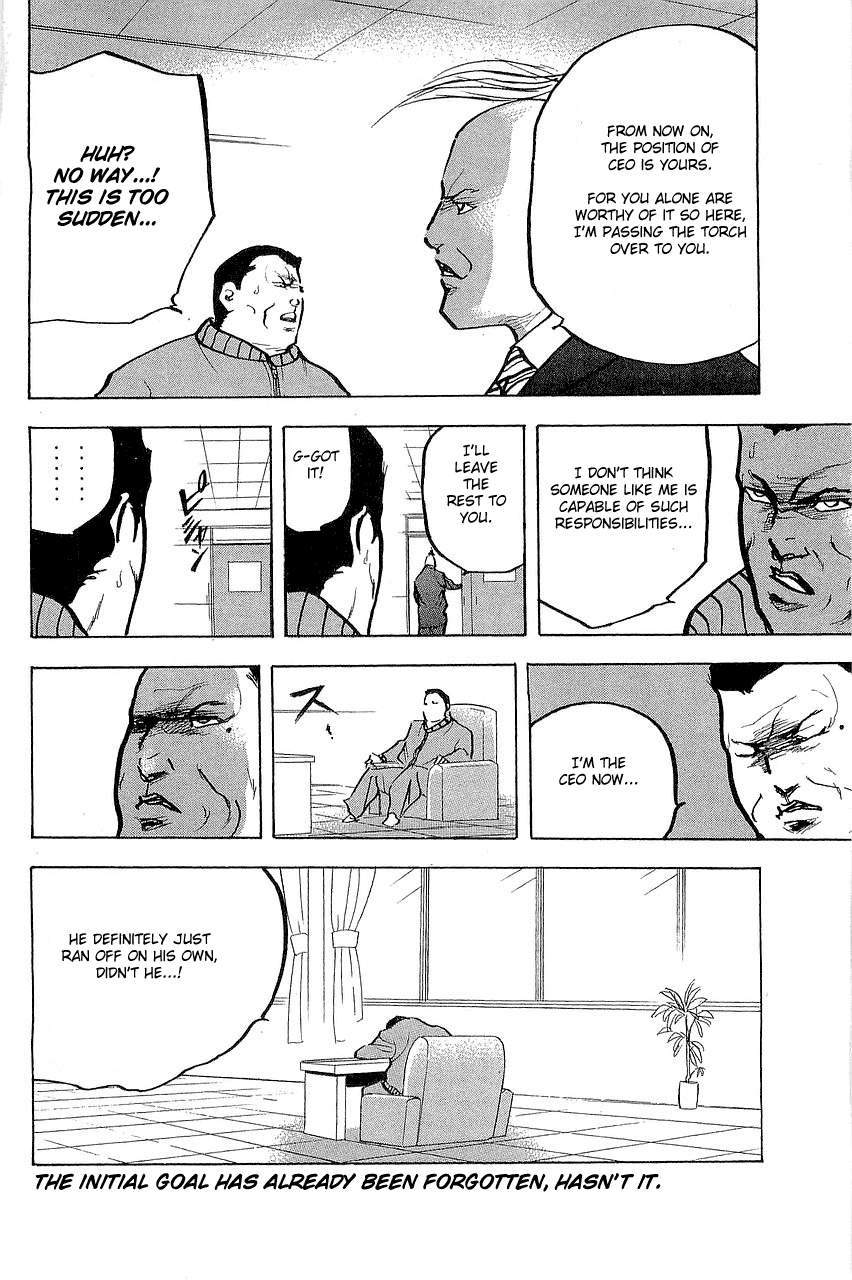 FROM NOW ON,
THE POSITION OF
CEO IS YOURS.
FOR YOU ALONE ARE
WORTHY OF IT SO HERE,
I'M PASSING THE TORCH
OVER TO YOU.
HUH?
NO WAY...!
THIS IS TOO
SUDDEN...
I DON'T THINK
SOMEONE LIKE ME IS
CAPABLE OF SUCH
RESPONSIBILITIES...
I'LL
LEAVE
THE
REST TO
YOU.
G-GOT
IT!
I'M THE
CEO NOW...
ス
HE DEFINITELY JUST
RAN OFF ON HIS OWN,
DIDN'T HE...!
THE INITIAL GOAL HAS ALREADY BEEN FORGOTTEN, HASN'T IT.